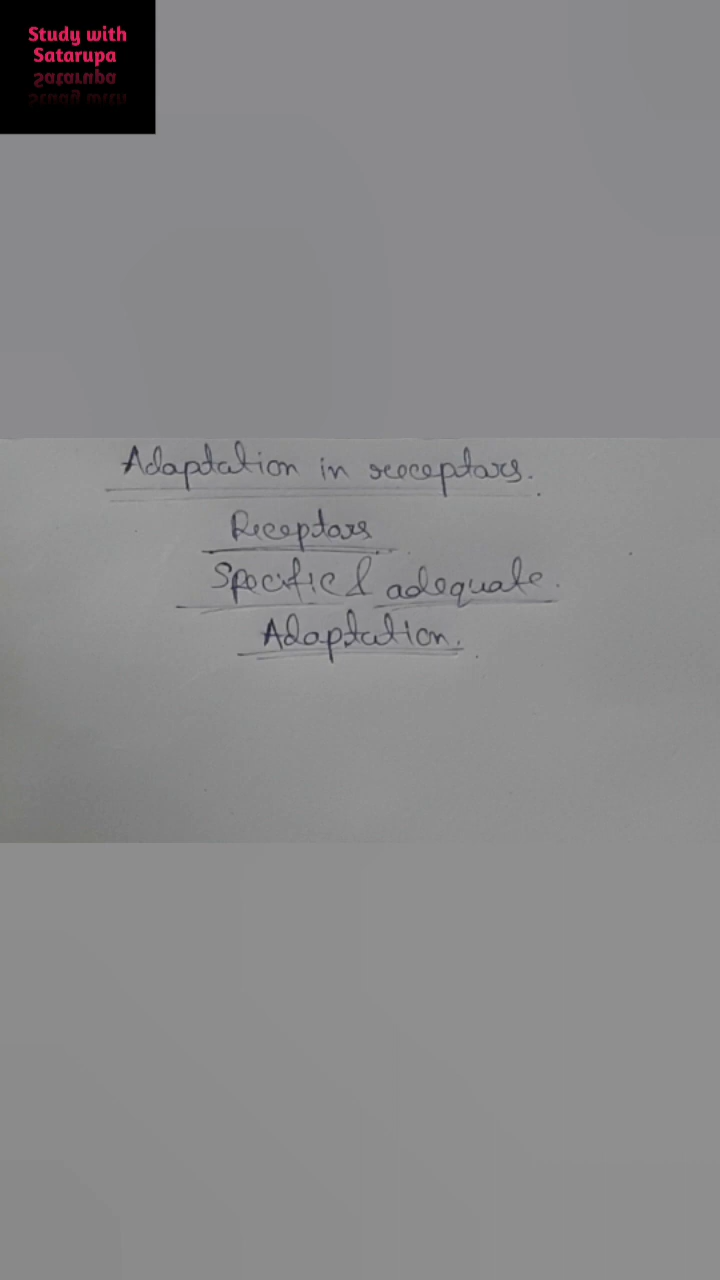 Study with
Satarupa
Adaptation in receptors.
Receptors
Specific & adequate.
Adaptation.